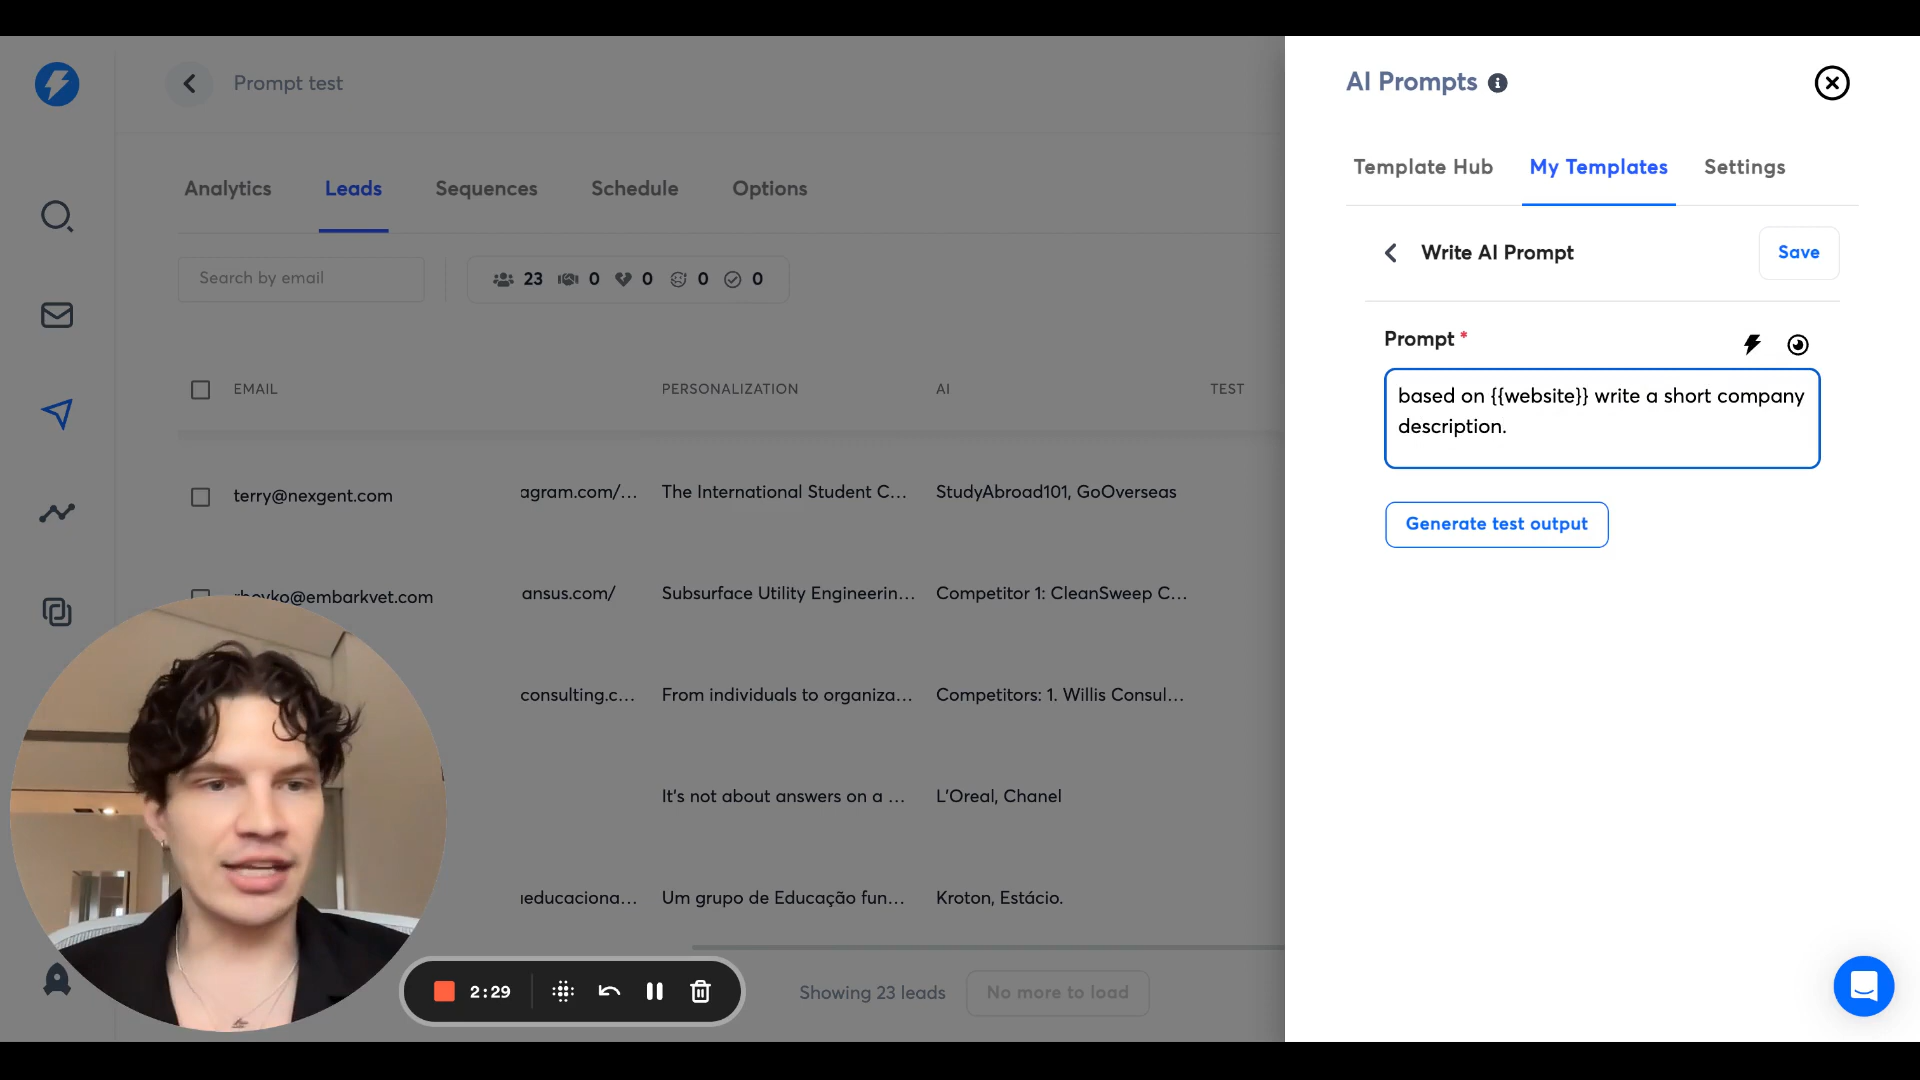 Prompt test
AI Prompts
Template Hub My Templates Settings
Analytics Leads Sequences Schedule Options
Write AI Prompt Save
Search by email 23 0 0 0 0
Prompt *
based on {{website}} write a short company
description.
Generate test output
EMAIL PERSONALIZATION AI TEST
terry@nexgent.com agram.com/... The International Student C... StudyAbroad101, GoOverseas
rboyko@embarkvet.com ansus.com/ Subsurface Utility Engineerin... Competitor 1: CleanSweep C...
consulting.c... From individuals to organiza... Competitors: 1. Willis Consul...
It's not about answers on a ... L'Oreal, Chanel
educaciona... Um grupo de Educação fun... Kroton, Estácio.
2:29
Showing 23 leads No more to load